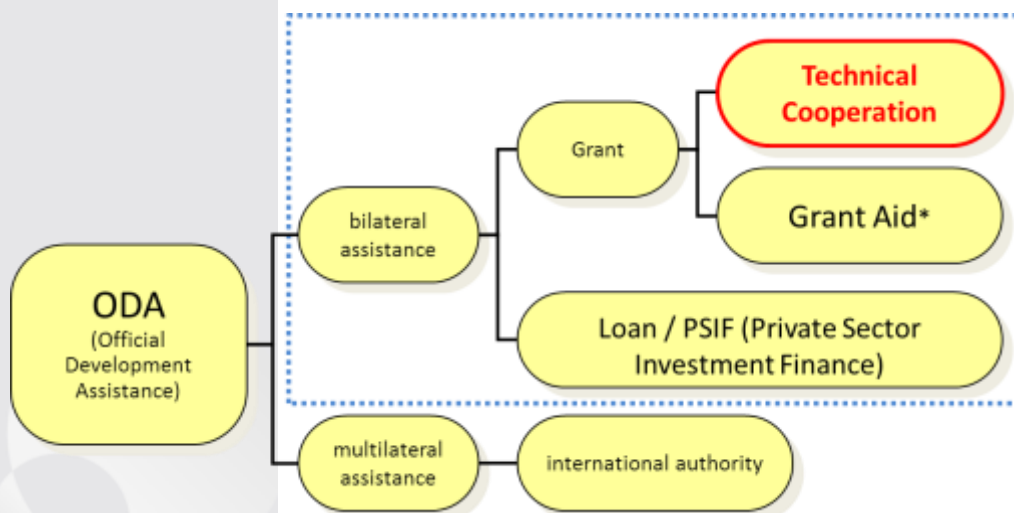 ODA
(Official
Development
Assistance)
bilateral
assistance
Grant
Technical
Cooperation
Grant Aid*
Loan / PSIF (Private Sector
Investment Finance)
multilateral
assistance
international authority